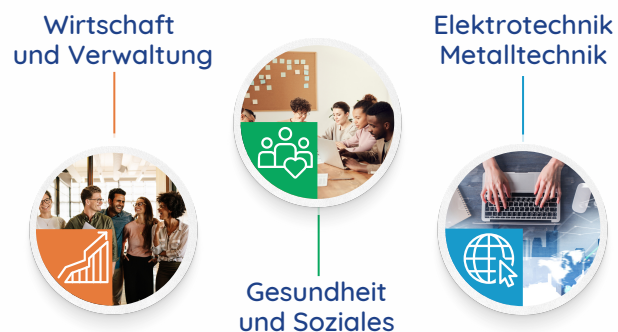 Wirtschaft
und Verwaltung
Elektrotechnik
Metalltechnik
Gesundheit
und Soziales